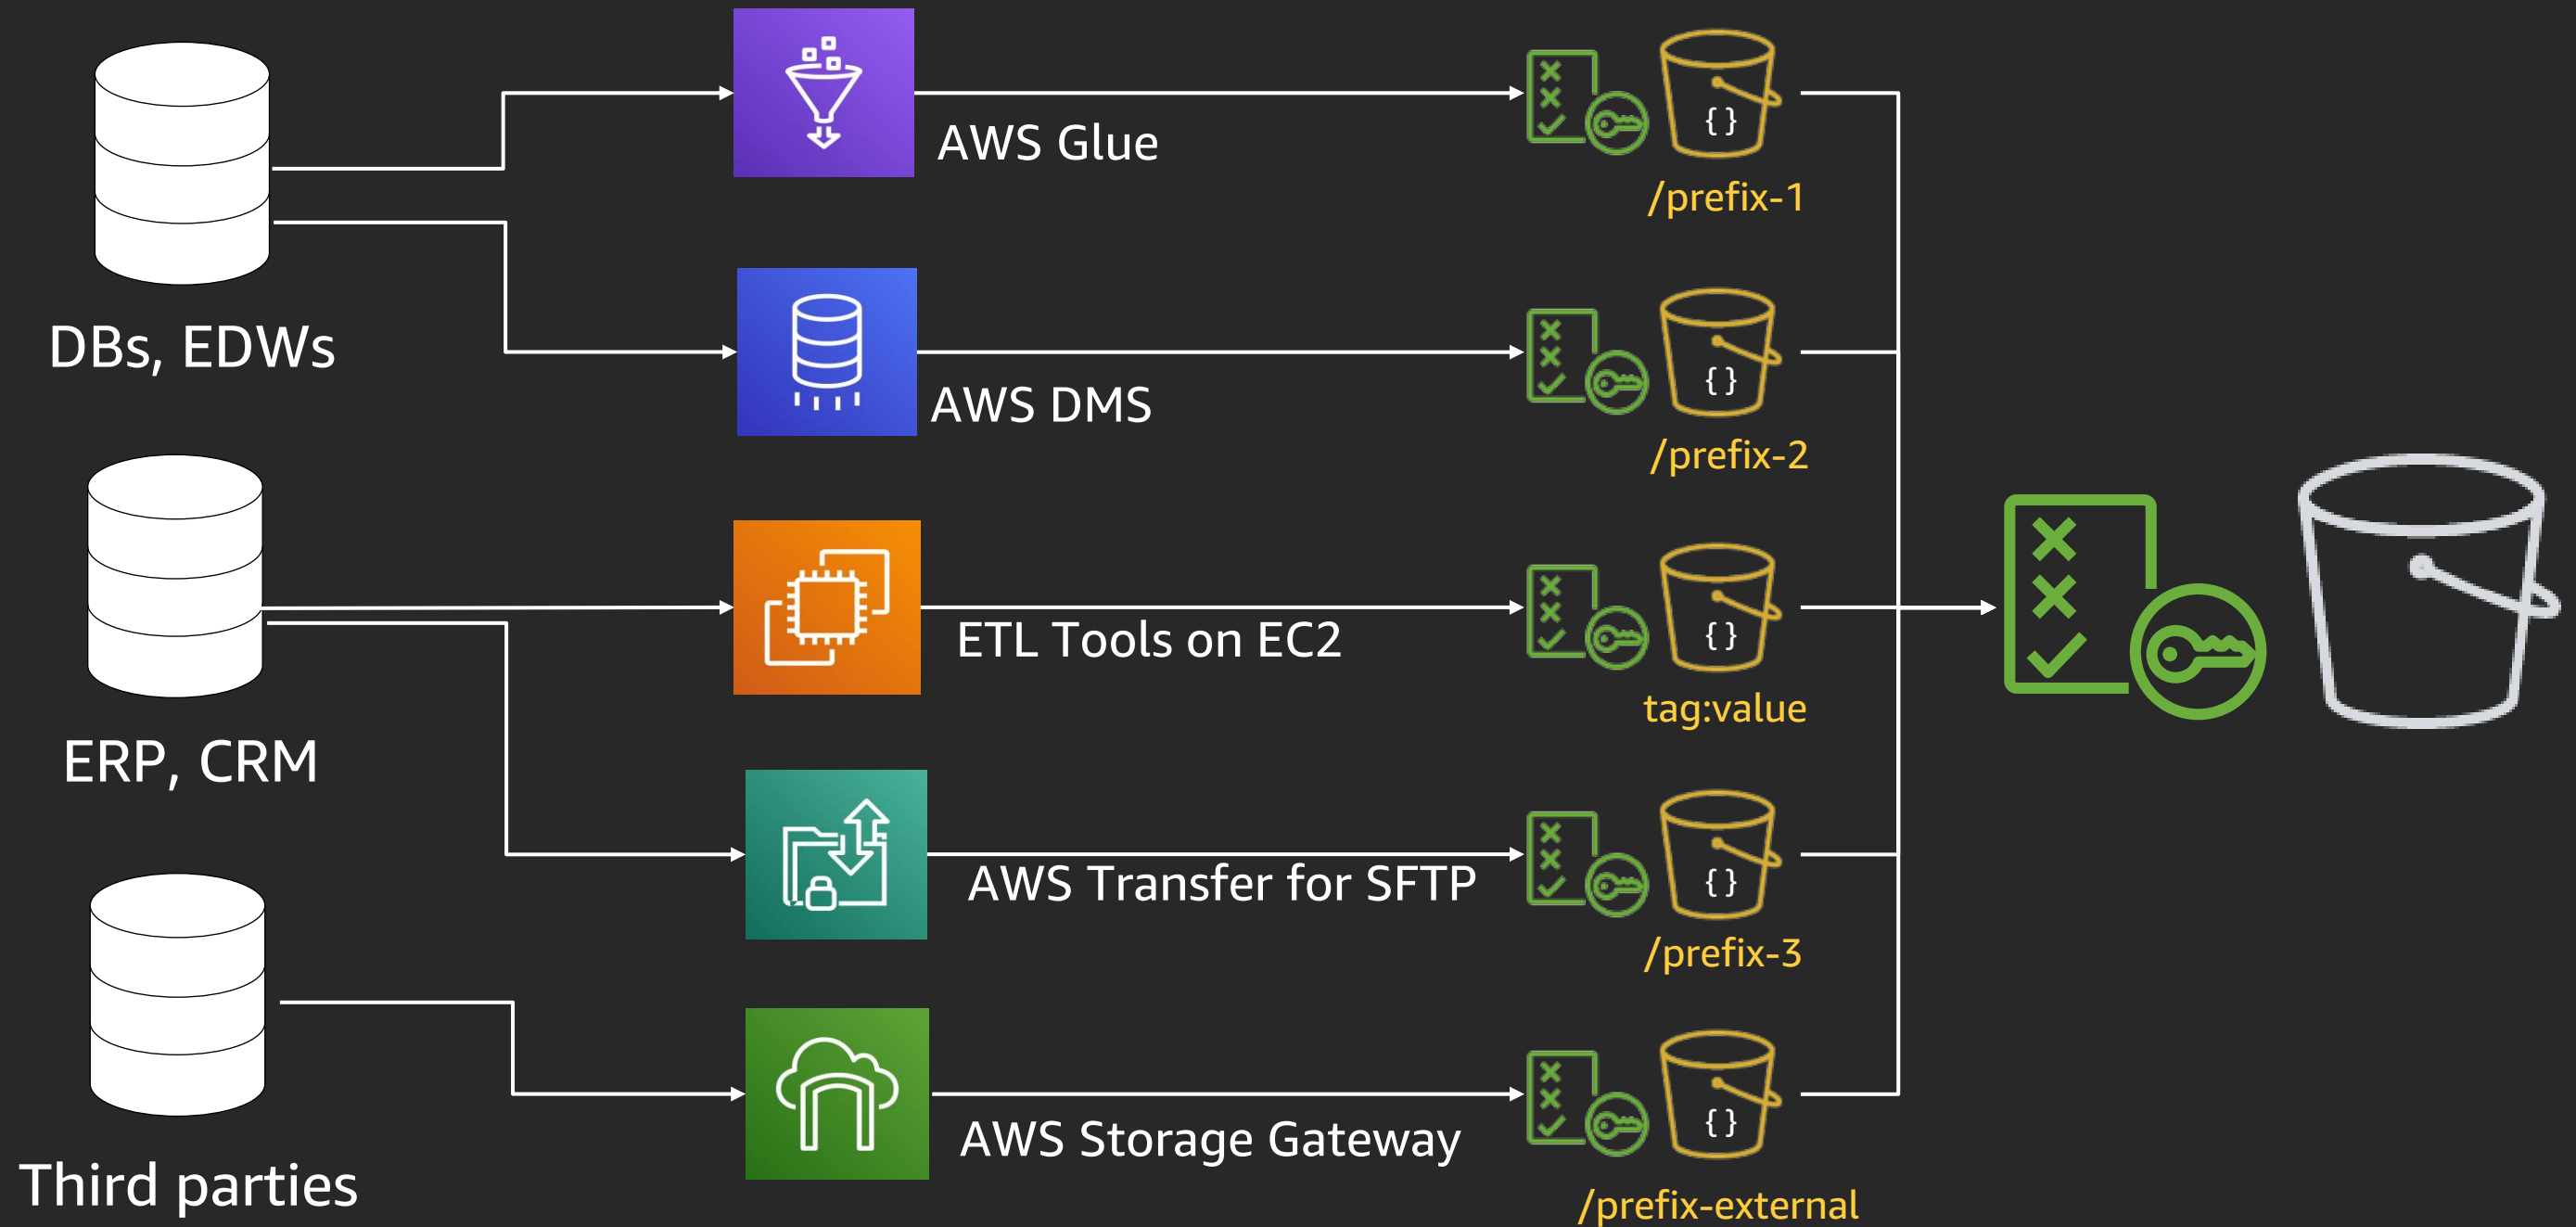 AWS Glue
{ }
/prefix-1
DBs, EDWs
AWS DMS
{ }
/prefix-2
ETL Tools on EC2
{ }
tag:value
ERP, CRM
AWS Transfer for SFTP
{ }
/prefix-3
AWS Storage Gateway
{ }
/prefix-external
Third parties